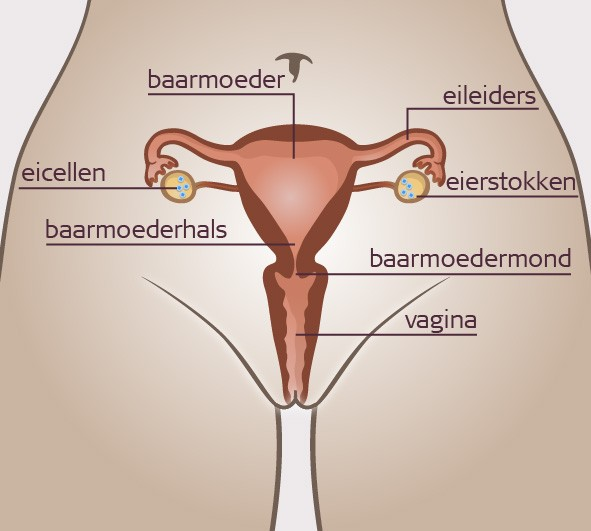 baarmoeder
eileiders
eicellen
eierstokken
baarmoederhals
baarmoedermond
vagina